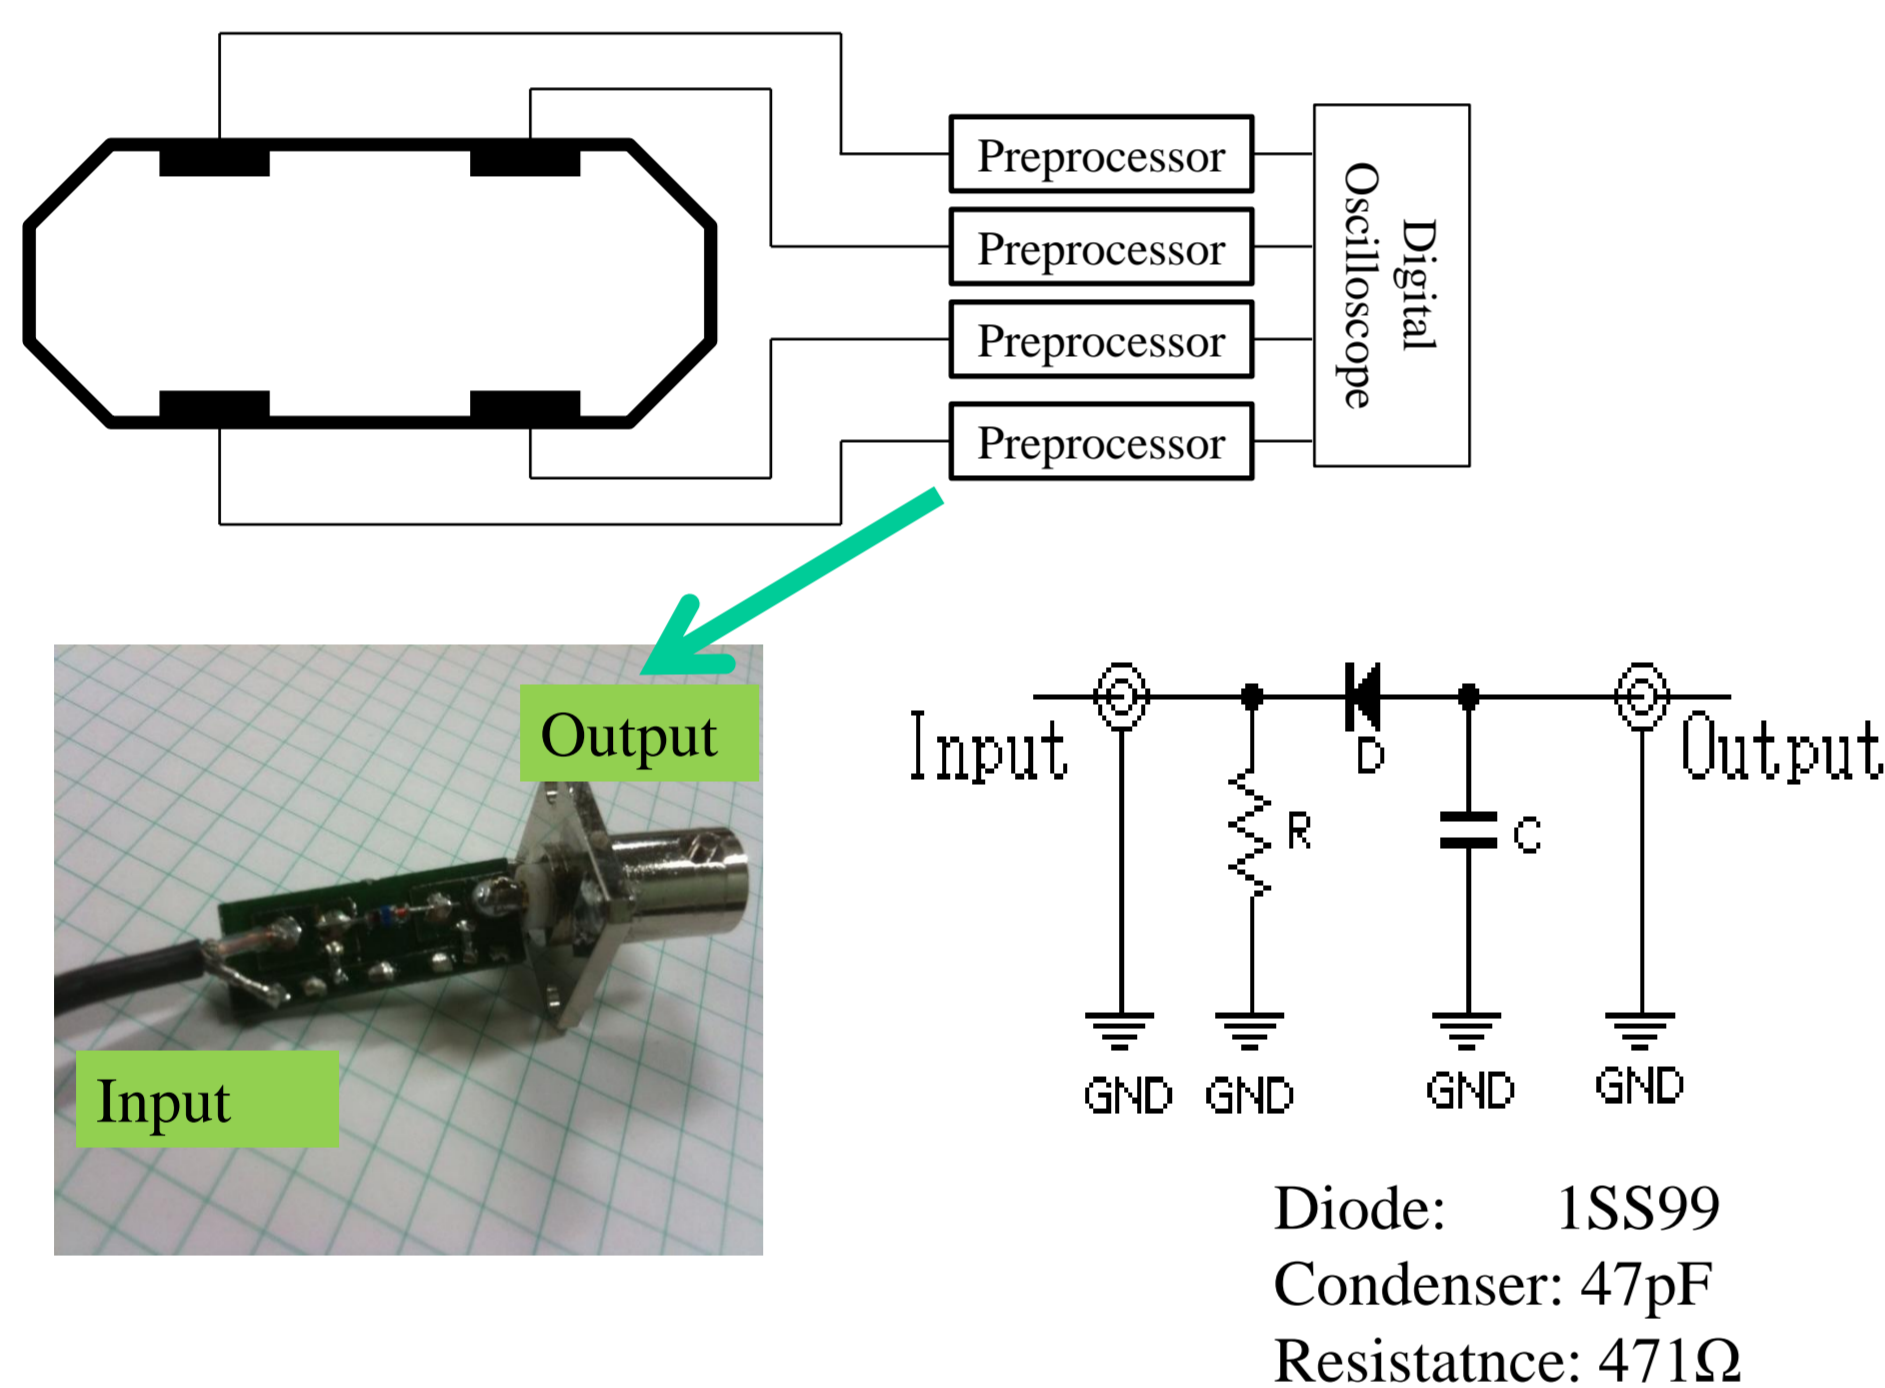 Preprocessor
Preprocessor
Preprocessor
Preprocessor
Digital
Oscilloscope
Output
Input
Input
Output
D
R
C
GND
GND
GND
GND
Diode: 1SS99
Condenser: 47pF
Resistatnce: 471Ω